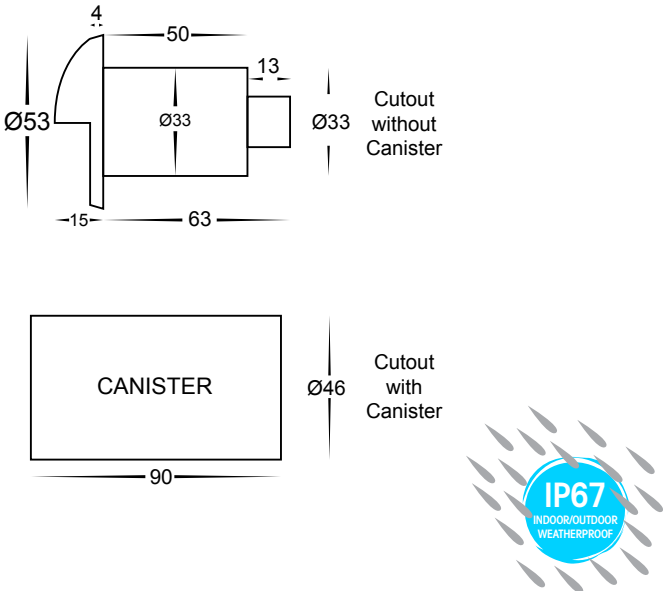 4
50
13
Ø53
Ø33
Ø33
Cutout
without
Canister
15
63
CANISTER
Ø46
Cutout
with
Canister
90
IP67
INDOOR/OUTDOOR
WEATHERPROOF